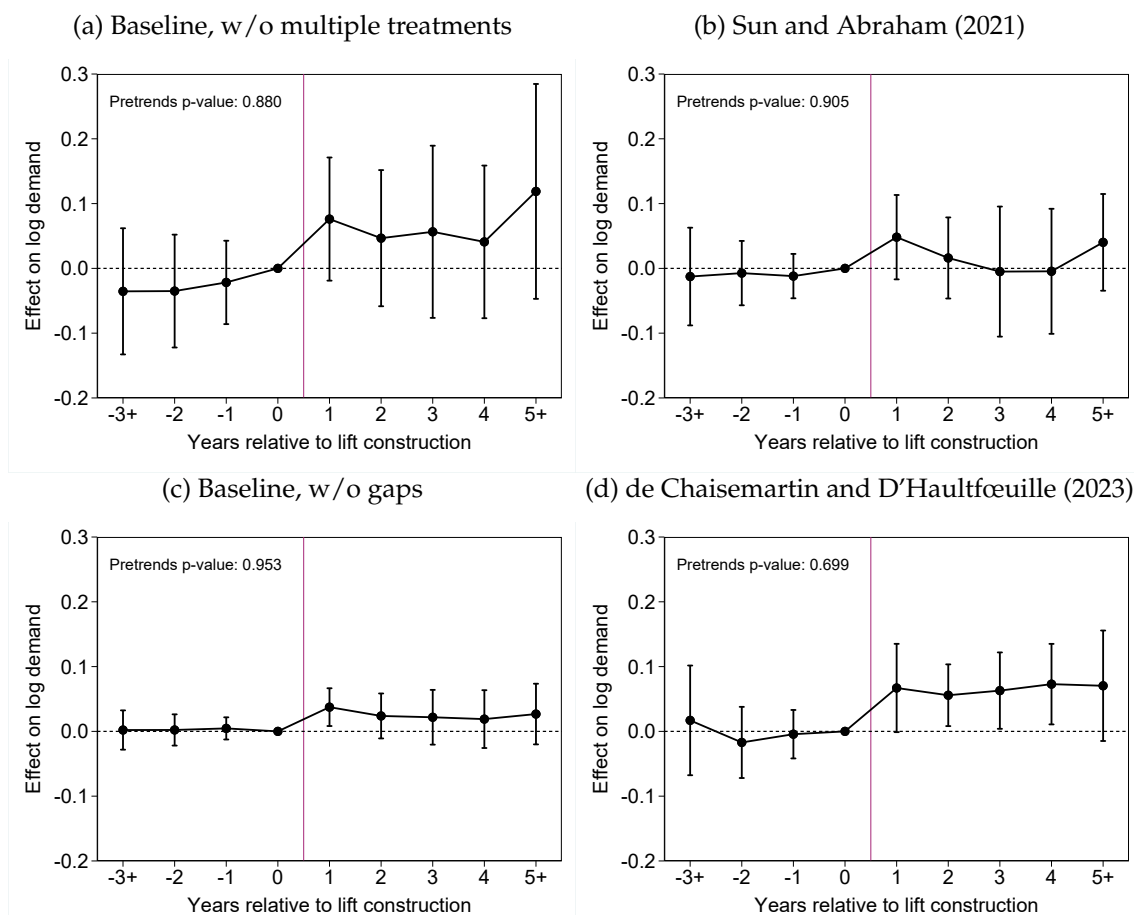 (a) Baseline, w/o multiple treatments
Pretrends p-value: 0.880
Effect on log demand
0.3
0.2
0.1
0.0
-0.1
-0.2
-3+ -2 -1 0 1 2 3 4 5+
Years relative to lift construction
(b) Sun and Abraham (2021)
Pretrends p-value: 0.905
Effect on log demand
0.3
0.2
0.1
0.0
-0.1
-0.2
-3+ -2 -1 0 1 2 3 4 5+
Years relative to lift construction
(c) Baseline, w/o gaps
Pretrends p-value: 0.953
Effect on log demand
0.3
0.2
0.1
0.0
-0.1
-0.2
-3+ -2 -1 0 1 2 3 4 5+
Years relative to lift construction
(d) de Chaisemartin and D'Haultfœuille (2023)
Pretrends p-value: 0.699
Effect on log demand
0.3
0.2
0.1
0.0
-0.1
-0.2
-3+ -2 -1 0 1 2 3 4 5+
Years relative to lift construction